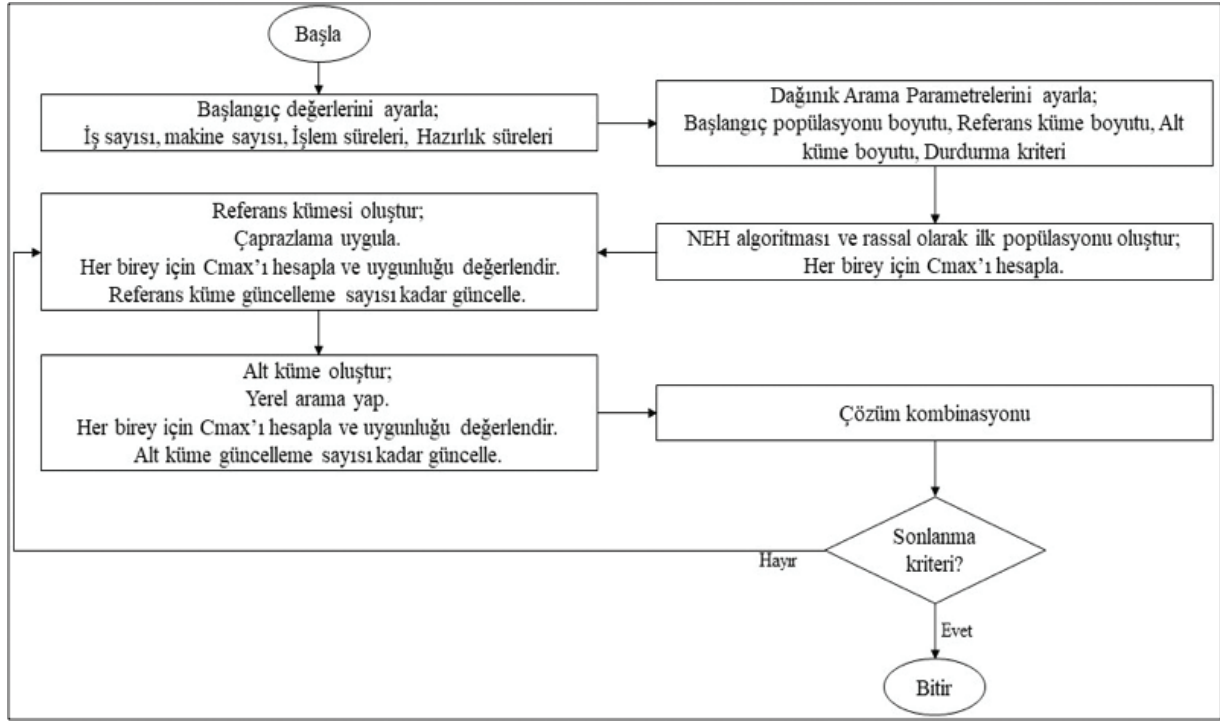 Başla
Başlangıç değerlerini ayarla;
İş sayısı, makine sayısı, İşlem süreleri, Hazırlık süreleri
Dağınık Arama Parametrelerini ayarla;
Başlangıç popülasyonu boyutu, Referans küme boyutu, Alt
küme boyutu, Durdurma kriteri
NEH algoritması ve rassal olarak ilk popülasyonu oluştur;
Her birey için Cmax’ı hesapla.
Referans kümesi oluştur;
Çaprazlama uygula.
Her birey için Cmax’ı hesapla ve uygunluğu değerlendir.
Referans küme güncelleme sayısı kadar güncelle.
Alt küme oluştur;
Yerel arama yap.
Her birey için Cmax’ı hesapla ve uygunluğu değerlendir.
Alt küme güncelleme sayısı kadar güncelle.
Çözüm kombinasyonu
Sonlanma
kriteri?
Hayır
Evet
Bitir